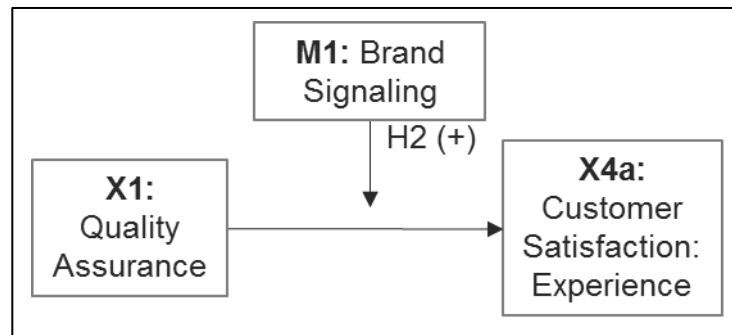 M1: Brand
Signaling
H2 (+)
X1:
Quality
Assurance
X4a:
Customer
Satisfaction:
Experience